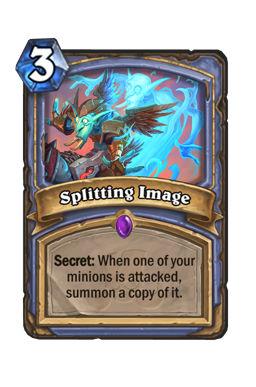 3
Splitting Image
Secret: When one of your
minions is attacked,
summon a copy of it.